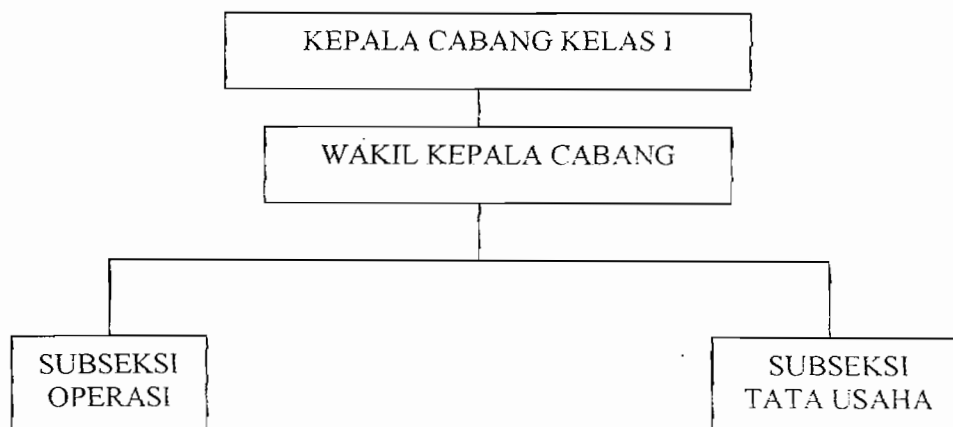 KEPALA CABANG KELAS I
WAKIL KEPALA CABANG
SUBSEKSI
OPERASI
SUBSEKSI
TATA USAHA